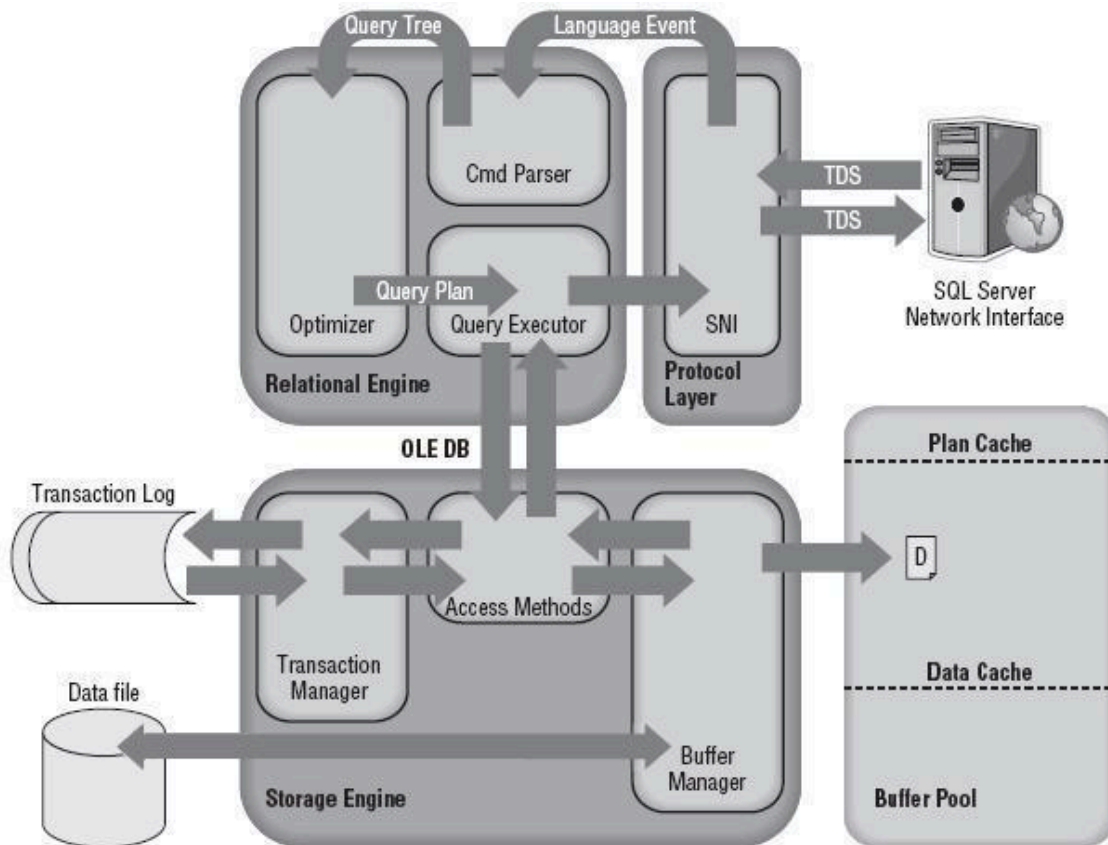 Query Tree
Language Event
Cmd Parser
TDS
TDS
Query Plan
Optimizer
Query Executor
SNI
SQL Server
Network Interface
Relational Engine
Protocol
Layer
OLE DB
Plan Cache
Transaction Log
D
Access Methods
Transaction
Manager
Data Cache
Data file
Buffer
Manager
Storage Engine
Buffer Pool